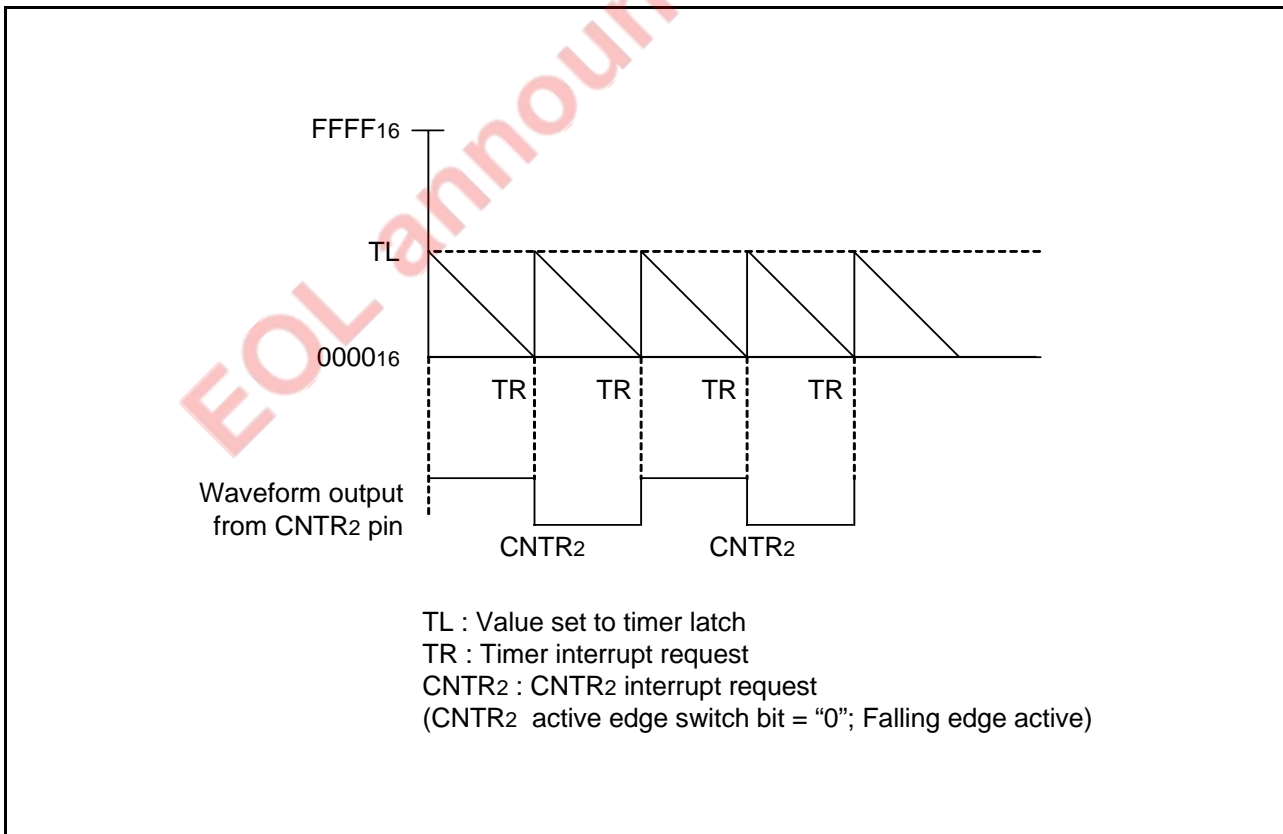 EOL announ
FFFF16
TL
000016
TR TR TR TR
Waveform output
from CNTR2 pin
CNTR2 CNTR2
TL : Value set to timer latch
TR : Timer interrupt request
CNTR2 : CNTR2 interrupt request
(CNTR2 active edge switch bit = “0”; Falling edge active)